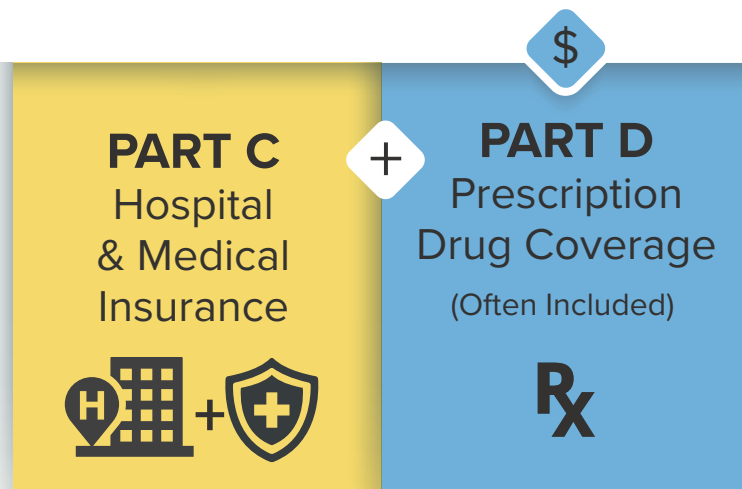 $
PART C
Hospital
& Medical
Insurance
H
+
+
PART D
Prescription
Drug Coverage
(Often Included)
Rx